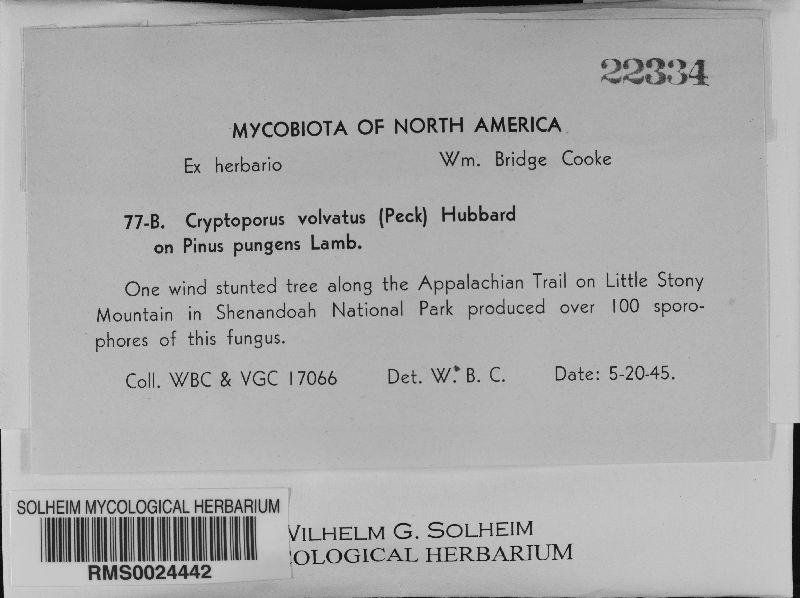 22334
MYCOBIOTA OF NORTH AMERICA
Ex herbario Wm. Bridge Cooke
77-B. Cryptoporus volvatus (Peck) Hubbard
on Pinus pungens Lamb.
One wind stunted tree along the Appalachian Trail on Little Stony
Mountain in Shenandoah National Park produced over 100 sporo-
phores of this fungus.
Coll. WBC & VGC 17066 Det. W. B. C. Date: 5-20-45.
SOLHEIM MYCOLOGICAL HERBARIUM
RMS0024442
VILHELM G. SOLHEIM
OLOGICAL HERBARIUM